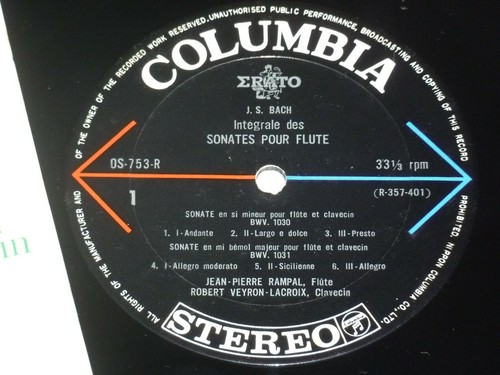 ALL RIGHTS OF THE MANUFACTURER AND OF THE OWNER OF THE RECORDED WORK RESERVED. UNAUTHORISED PUBLIC PERFORMANCE, BROADCASTING AND COPYING OF THIS RECORD PROHIBITED. NIPPON COLUMBIA CO., LTD.
COLUMBIA
ERATO
J. S. BACH
Integrale des
SONATES POUR FLUTE
OS-753-R
33⅓ rpm
1
(R-357-401)
SONATE en si mineur pour flûte et clavecin
BWV. 1030
1. I-Andante 2. II-Largo e dolce 3. III-Presto
SONATE en mi bémol majeur pour flûte et clavecin
BWV. 1031
4. I-Allegro moderato 5. II-Sicilienne 6. III-Allegro
JEAN-PIERRE RAMPAL, Flûte
ROBERT VEYRON-LACROIX, Clavecin
STEREO
in